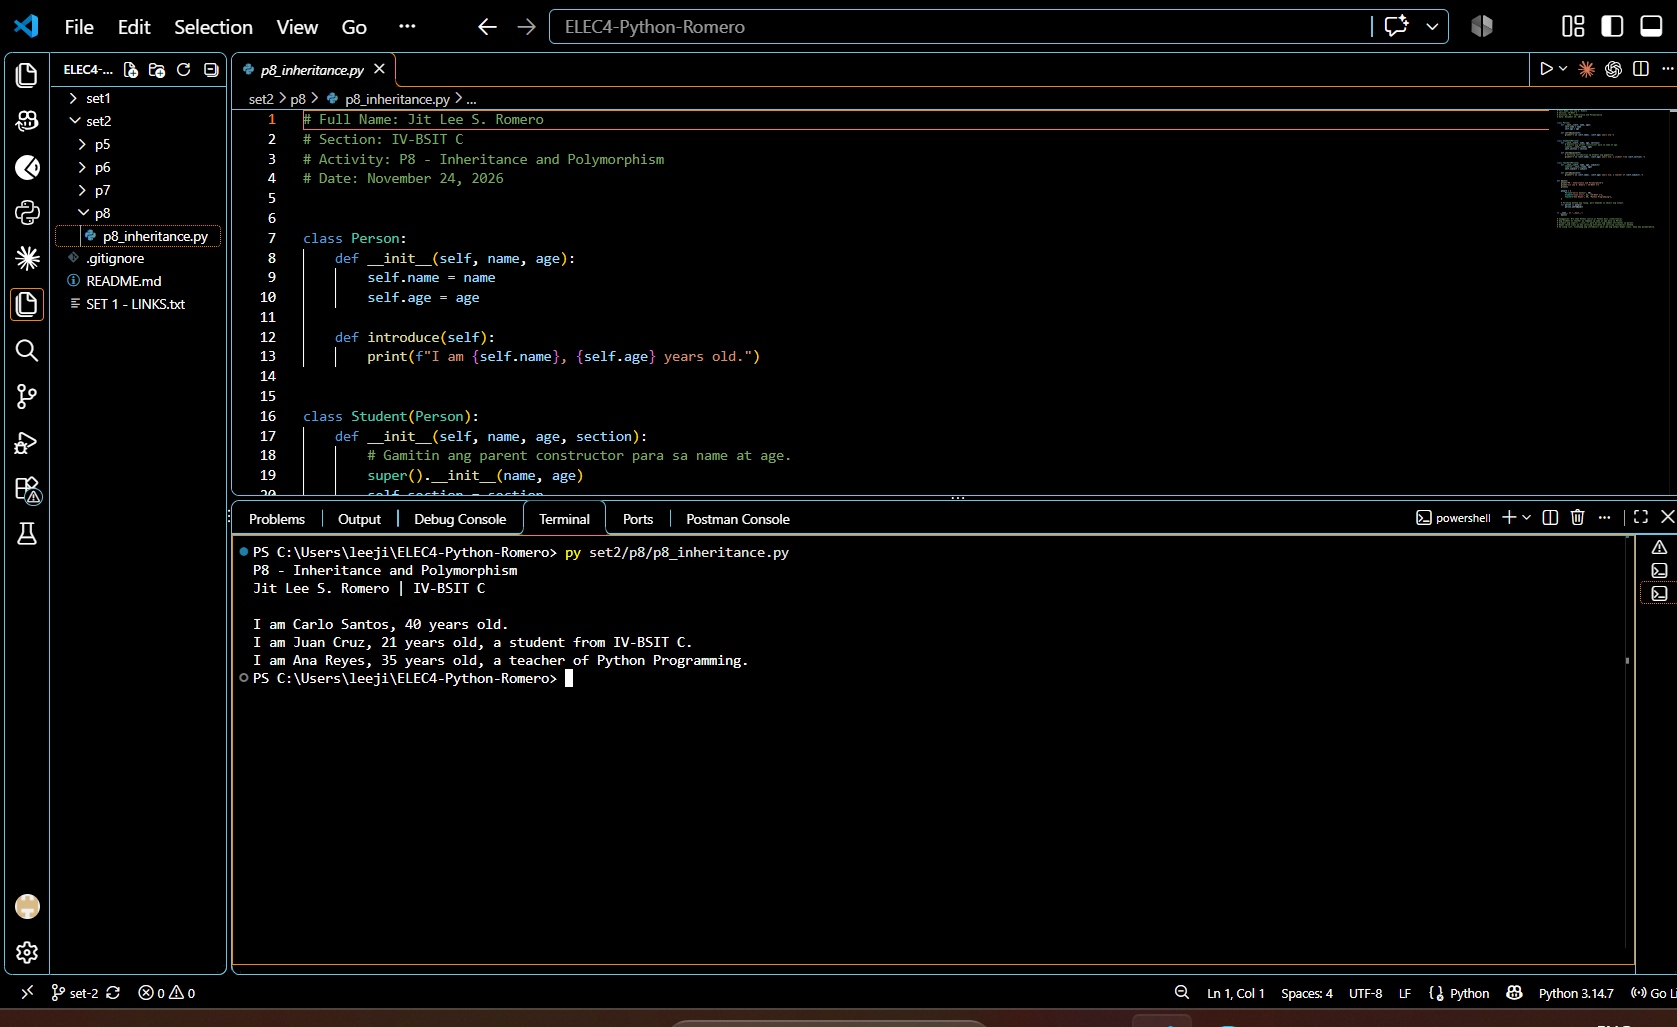 File Edit Selection View Go ··· ELEC4-Python-Romero
ELEC4-...
set1
set2
p5
p6
p7
p8
p8_inheritance.py
.gitignore
README.md
SET 1 - LINKS.txt
p8_inheritance.py
set2 > p8 > p8_inheritance.py > ...
1 # Full Name: Jit Lee S. Romero
2 # Section: IV-BSIT C
3 # Activity: P8 - Inheritance and Polymorphism
4 # Date: November 24, 2026
5
6
7 class Person:
8 def __init__(self, name, age):
9 self.name = name
10 self.age = age
11
12 def introduce(self):
13 print(f"I am {self.name}, {self.age} years old.")
14
15
16 class Student(Person):
17 def __init__(self, name, age, section):
18 # Gamitin ang parent constructor para sa name at age.
19 super().__init__(name, age)
20 self.section = section
Problems Output Debug Console Terminal Ports Postman Console powershell
PS C:\Users\leeji\ELEC4-Python-Romero> py set2/p8/p8_inheritance.py
P8 - Inheritance and Polymorphism
Jit Lee S. Romero | IV-BSIT C
I am Carlo Santos, 40 years old.
I am Juan Cruz, 21 years old, a student from IV-BSIT C.
I am Ana Reyes, 35 years old, a teacher of Python Programming.
PS C:\Users\leeji\ELEC4-Python-Romero>
set-2 0 0 Ln 1, Col 1 Spaces: 4 UTF-8 LF {} Python Python 3.14.7 Go Li